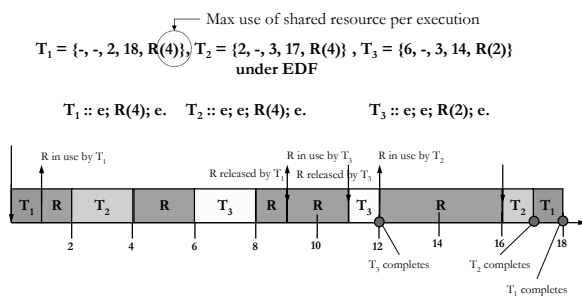 Max use of shared resource per execution
T1 = {-, -, 2, 18, R(4)}, T2 = {2, -, 3, 17, R(4)} , T3 = {6, -, 3, 14, R(2)}
under EDF
T1 :: e; R(4); e. T2 :: e; e; R(4); e. T3 :: e; e; R(2); e.
R in use by T1 R in use by T3 R in use by T2
R released by T1 R released by T3
T1 R T2 R T3 R R T3 R T2 T1
2 4 6 8 10 12 14 16 18
T3 completes T2 completes
T1 completes